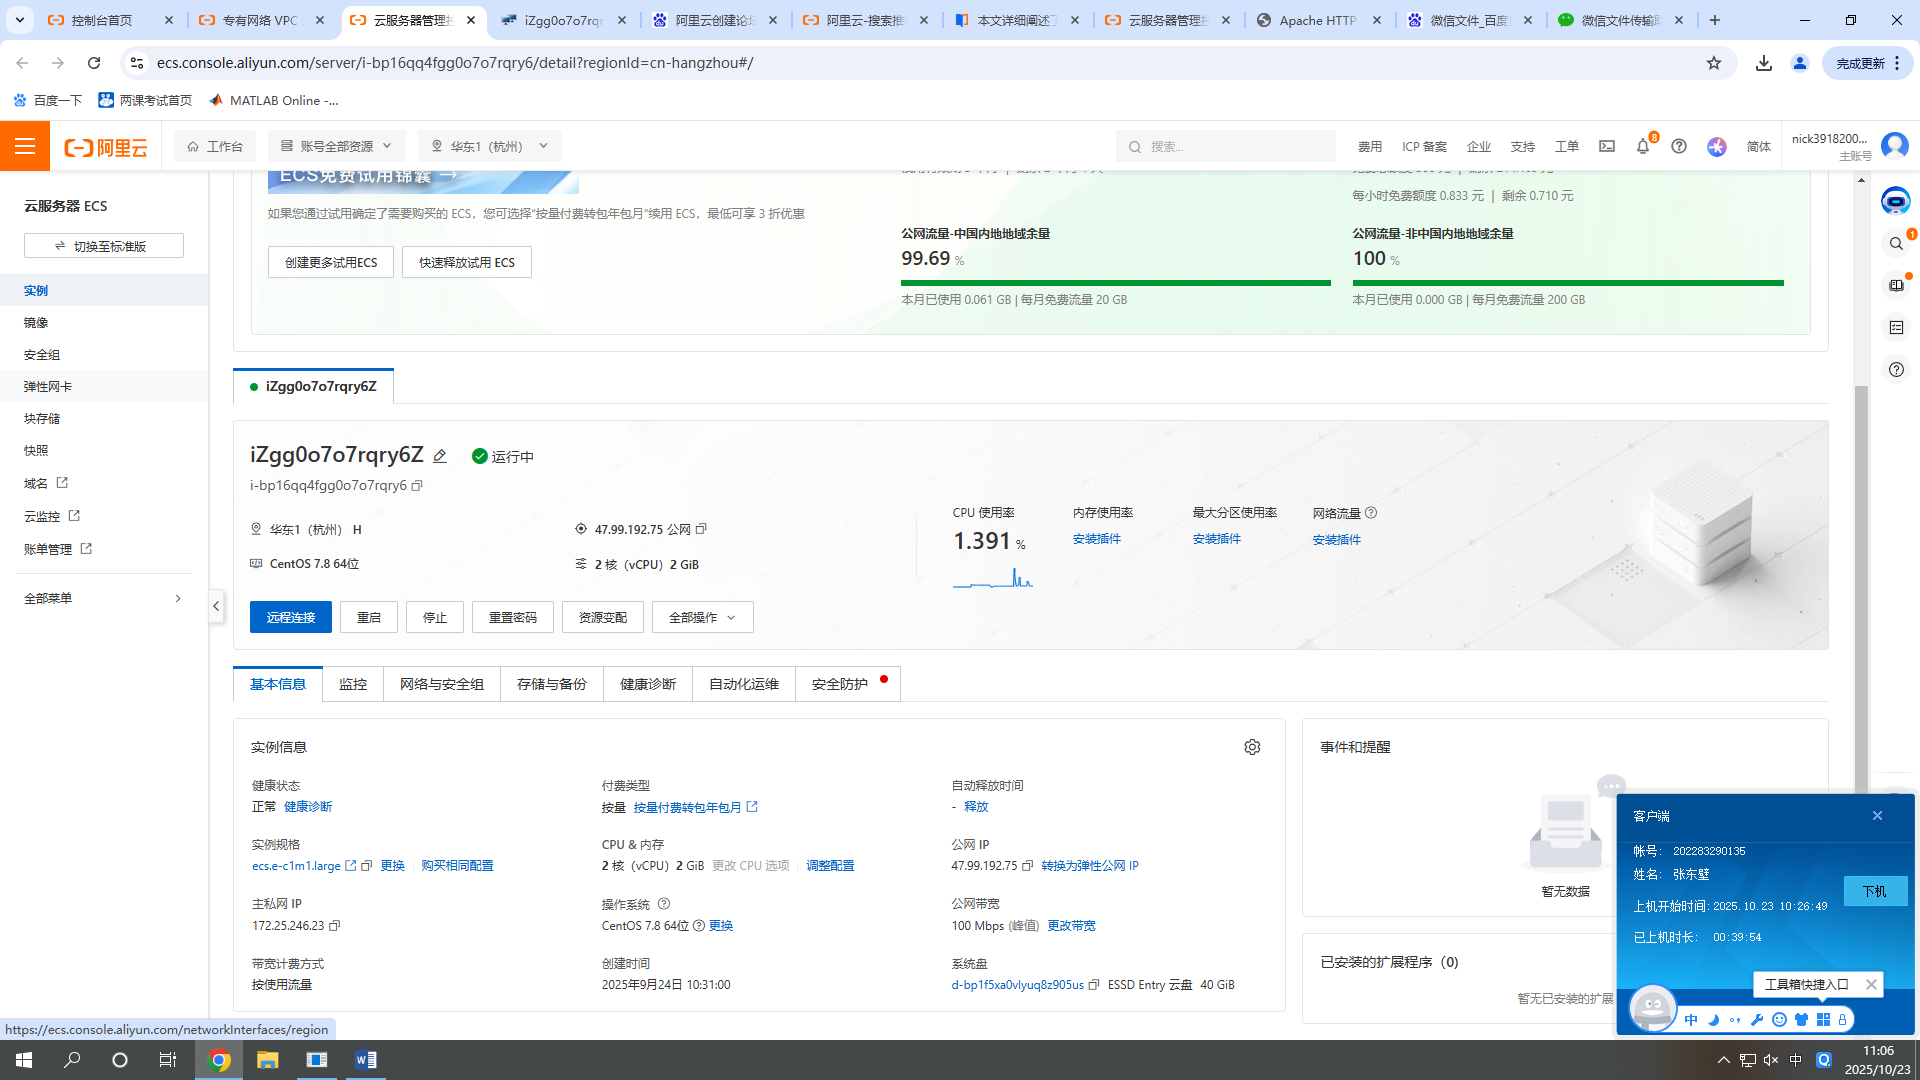 控制台首页
专有网络 VPC
云服务器管理控
iZgg0o7o7rqr
阿里云创建论坛
阿里云-搜索推
本文详细阐述了
云服务器管理控
Apache HTTP
微信文件_百度
微信文件传输助
ecs.console.aliyun.com/server/i-bp16qq4fgg0o7o7rqry6/detail?regionId=cn-hangzhou#/
完成更新
百度一下
两课考试首页
MATLAB Online -...
阿里云
工作台
账号全部资源
华东1（杭州）
搜索...
费用
ICP 备案
企业
支持
工单
8
简体
nick3918200...
主账号
云服务器 ECS
切换至标准版
实例
镜像
安全组
弹性网卡
块存储
快照
域名
云监控
账单管理
全部菜单
ECS免费试用锦囊 →
如果您通过试用确定了需要购买的 ECS，您可选择“按量付费转包年包月”续用 ECS，最低可享 3 折优惠
创建更多试用ECS
快速释放试用 ECS
每小时免费额度 0.833 元 | 剩余 0.710 元
公网流量-中国内地地域余量
99.69 %
本月已使用 0.061 GB | 每月免费流量 20 GB
公网流量-非中国内地地域余量
100 %
本月已使用 0.000 GB | 每月免费流量 200 GB
1
iZgg0o7o7rqry6Z
iZgg0o7o7rqry6Z
运行中
i-bp16qq4fgg0o7o7rqry6
华东1（杭州） H
47.99.192.75 公网
CentOS 7.8 64位
2 核（vCPU）2 GiB
CPU 使用率
1.391 %
内存使用率
安装插件
最大分区使用率
安装插件
网络流量
安装插件
远程连接
重启
停止
重置密码
资源变配
全部操作
基本信息
监控
网络与安全组
存储与备份
健康诊断
自动化运维
安全防护
实例信息
健康状态
正常 健康诊断
付费类型
按量 按量付费转包年包月
自动释放时间
- 释放
实例规格
ecs.e-c1m1.large 更换 购买相同配置
CPU & 内存
2 核（vCPU）2 GiB 更改 CPU 选项 调整配置
公网 IP
47.99.192.75 转换为弹性公网 IP
主私网 IP
172.25.246.23
操作系统
CentOS 7.8 64位 更换
公网带宽
100 Mbps (峰值) 更改带宽
带宽计费方式
按使用流量
创建时间
2025年9月24日 10:31:00
系统盘
d-bp1f5xa0vlyuq8z905us ESSD Entry 云盘 40 GiB
事件和提醒
暂无数据
已安装的扩展程序（0）
暂无已安装的扩展
客户端
帐号： 202283290135
姓名： 张东壁
下机
上机开始时间：2025.10.23 10:26:49
已上机时长： 00:39:54
工具箱快捷入口
中
https://ecs.console.aliyun.com/networkInterfaces/region
中
11:06
2025/10/23